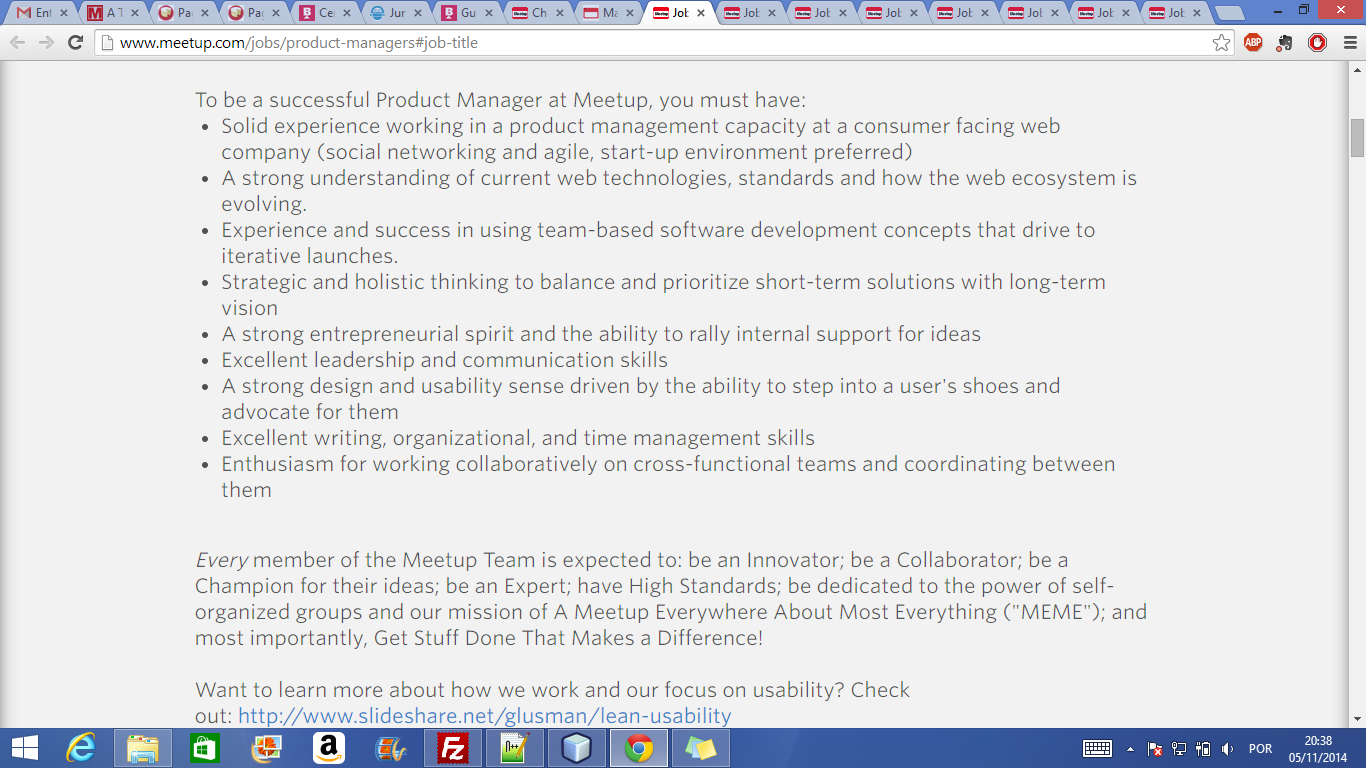 Ent
A T
Pa
Pa
Ce
Jur
Gu
Ch
Ma
Job
Job
Job
Job
Job
Job
Job
Job
www.meetup.com/jobs/product-managers#job-title
ABP
To be a successful Product Manager at Meetup, you must have:
Solid experience working in a product management capacity at a consumer facing web
company (social networking and agile, start-up environment preferred)
A strong understanding of current web technologies, standards and how the web ecosystem is
evolving.
Experience and success in using team-based software development concepts that drive to
iterative launches.
Strategic and holistic thinking to balance and prioritize short-term solutions with long-term
vision
A strong entrepreneurial spirit and the ability to rally internal support for ideas
Excellent leadership and communication skills
A strong design and usability sense driven by the ability to step into a user's shoes and
advocate for them
Excellent writing, organizational, and time management skills
Enthusiasm for working collaboratively on cross-functional teams and coordinating between
them
Every member of the Meetup Team is expected to: be an Innovator; be a Collaborator; be a
Champion for their ideas; be an Expert; have High Standards; be dedicated to the power of self-
organized groups and our mission of A Meetup Everywhere About Most Everything ("MEME"); and
most importantly, Get Stuff Done That Makes a Difference!
Want to learn more about how we work and our focus on usability? Check
out: http://www.slideshare.net/glusman/lean-usability
POR
20:38
05/11/2014